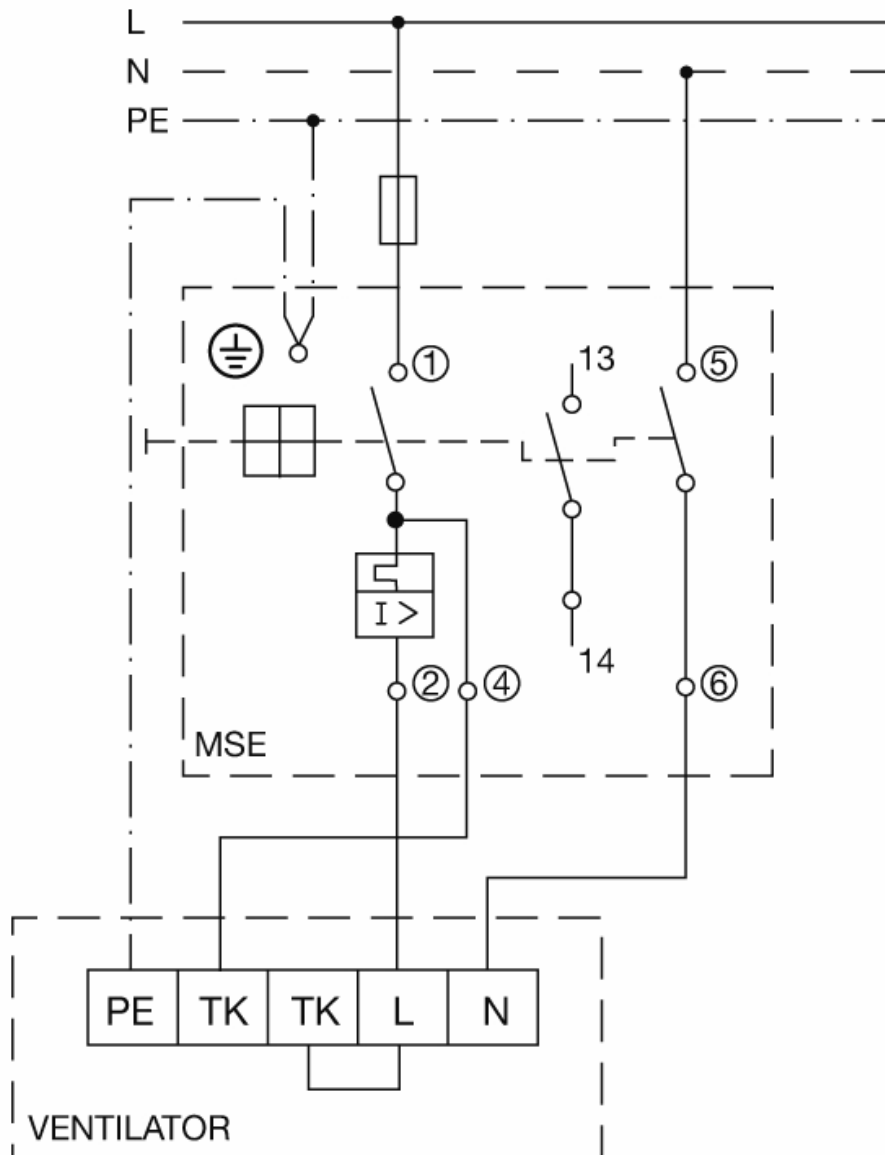 L
N
PE
① 13 ⑤
I >
14
② ④ ⑥
MSE
PE TK TK L N
VENTILATOR